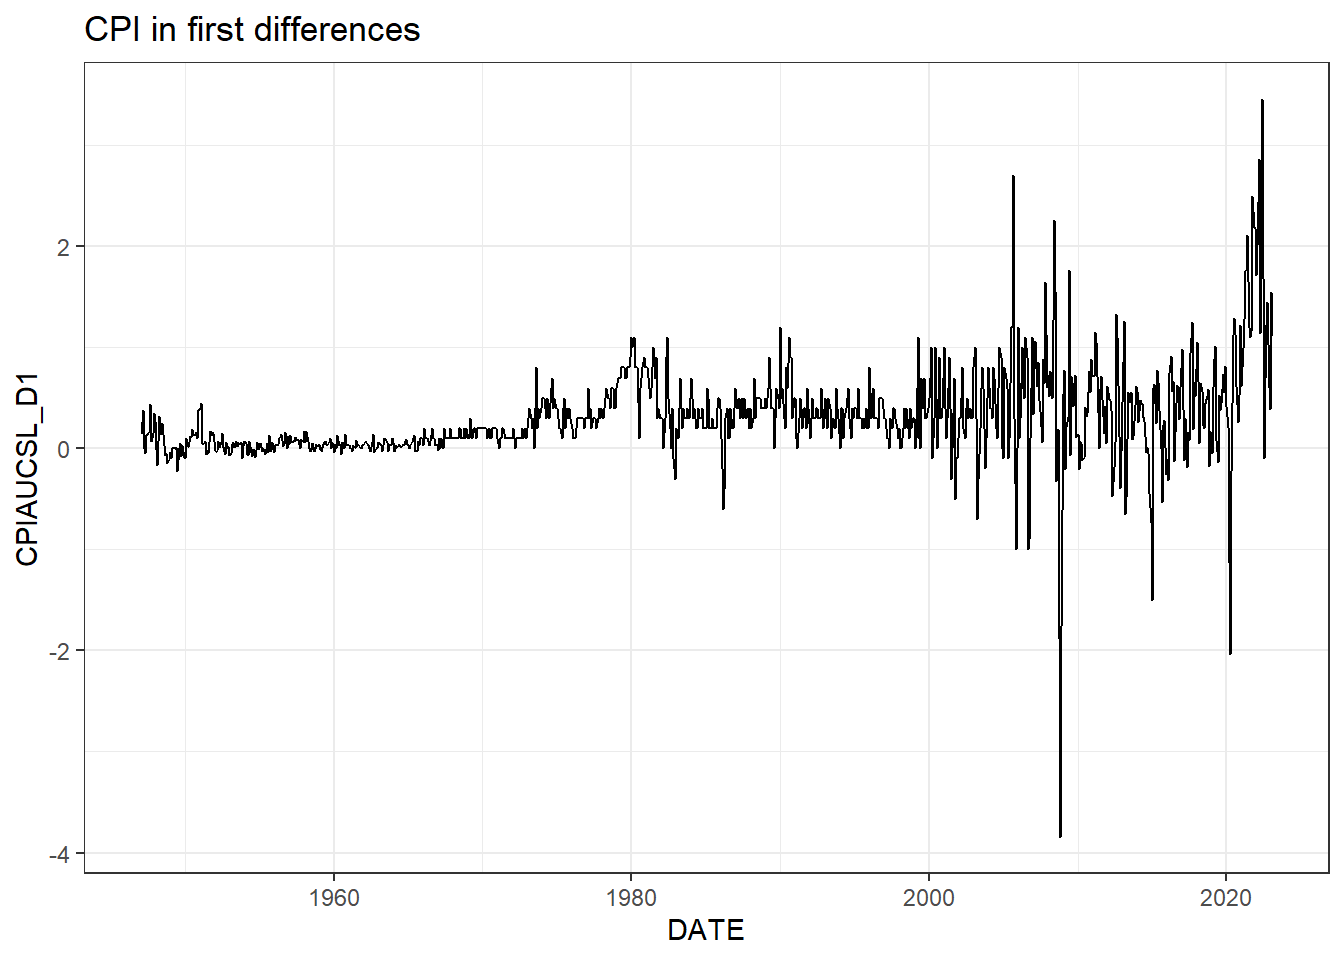 CPI in first differences
CPIAUCSL_D1
2
0
-2
-4
1960
1980
2000
2020
DATE